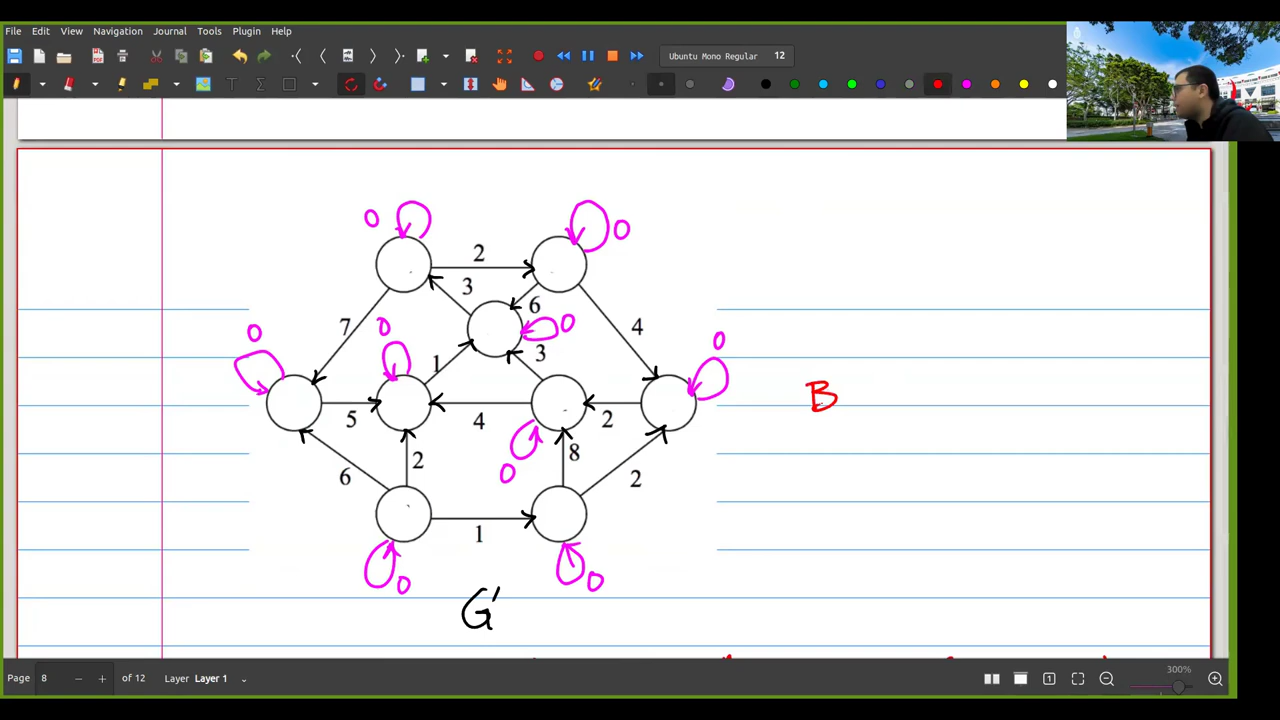 File Edit View Navigation Journal Tools Plugin Help
Ubuntu Mono Regular 12
0 0
2
3 6
7 0 0 4
0 1 3 0
5 4 2
B
6 2 0 8 2
1
0 0
G'
Page 8 of 12 Layer Layer 1 300%